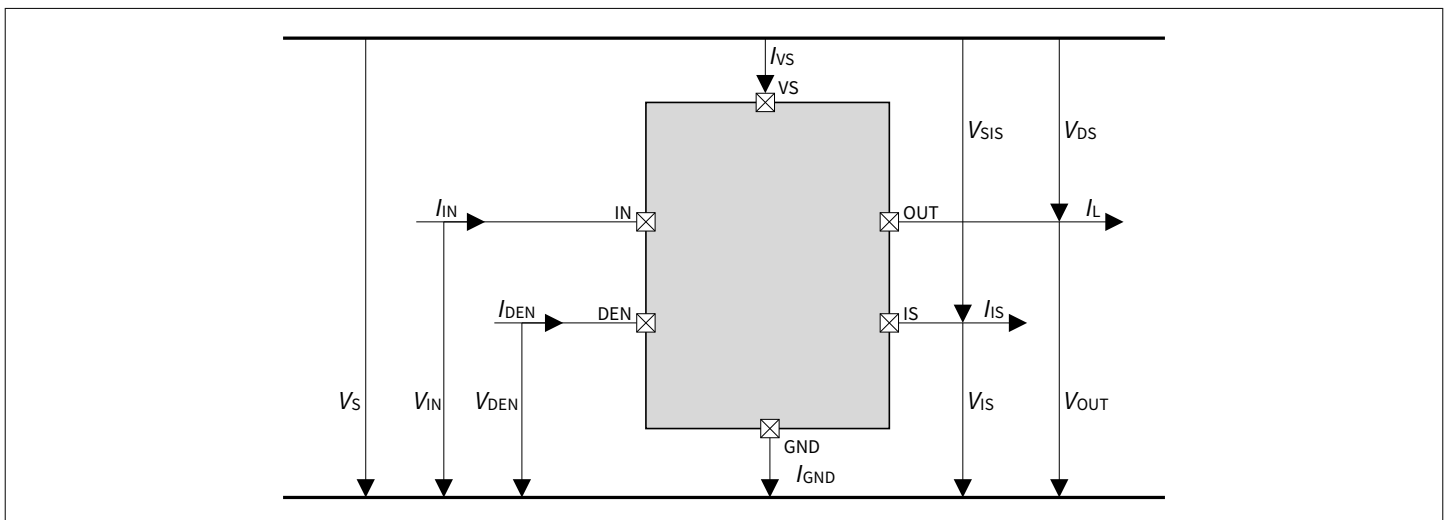 IVS
VS
VSIS
VDS
IIN
IN
OUT
IL
IDEN
DEN
IS
IIS
VS
VIN
VDEN
VIS
VOUT
GND
IGND